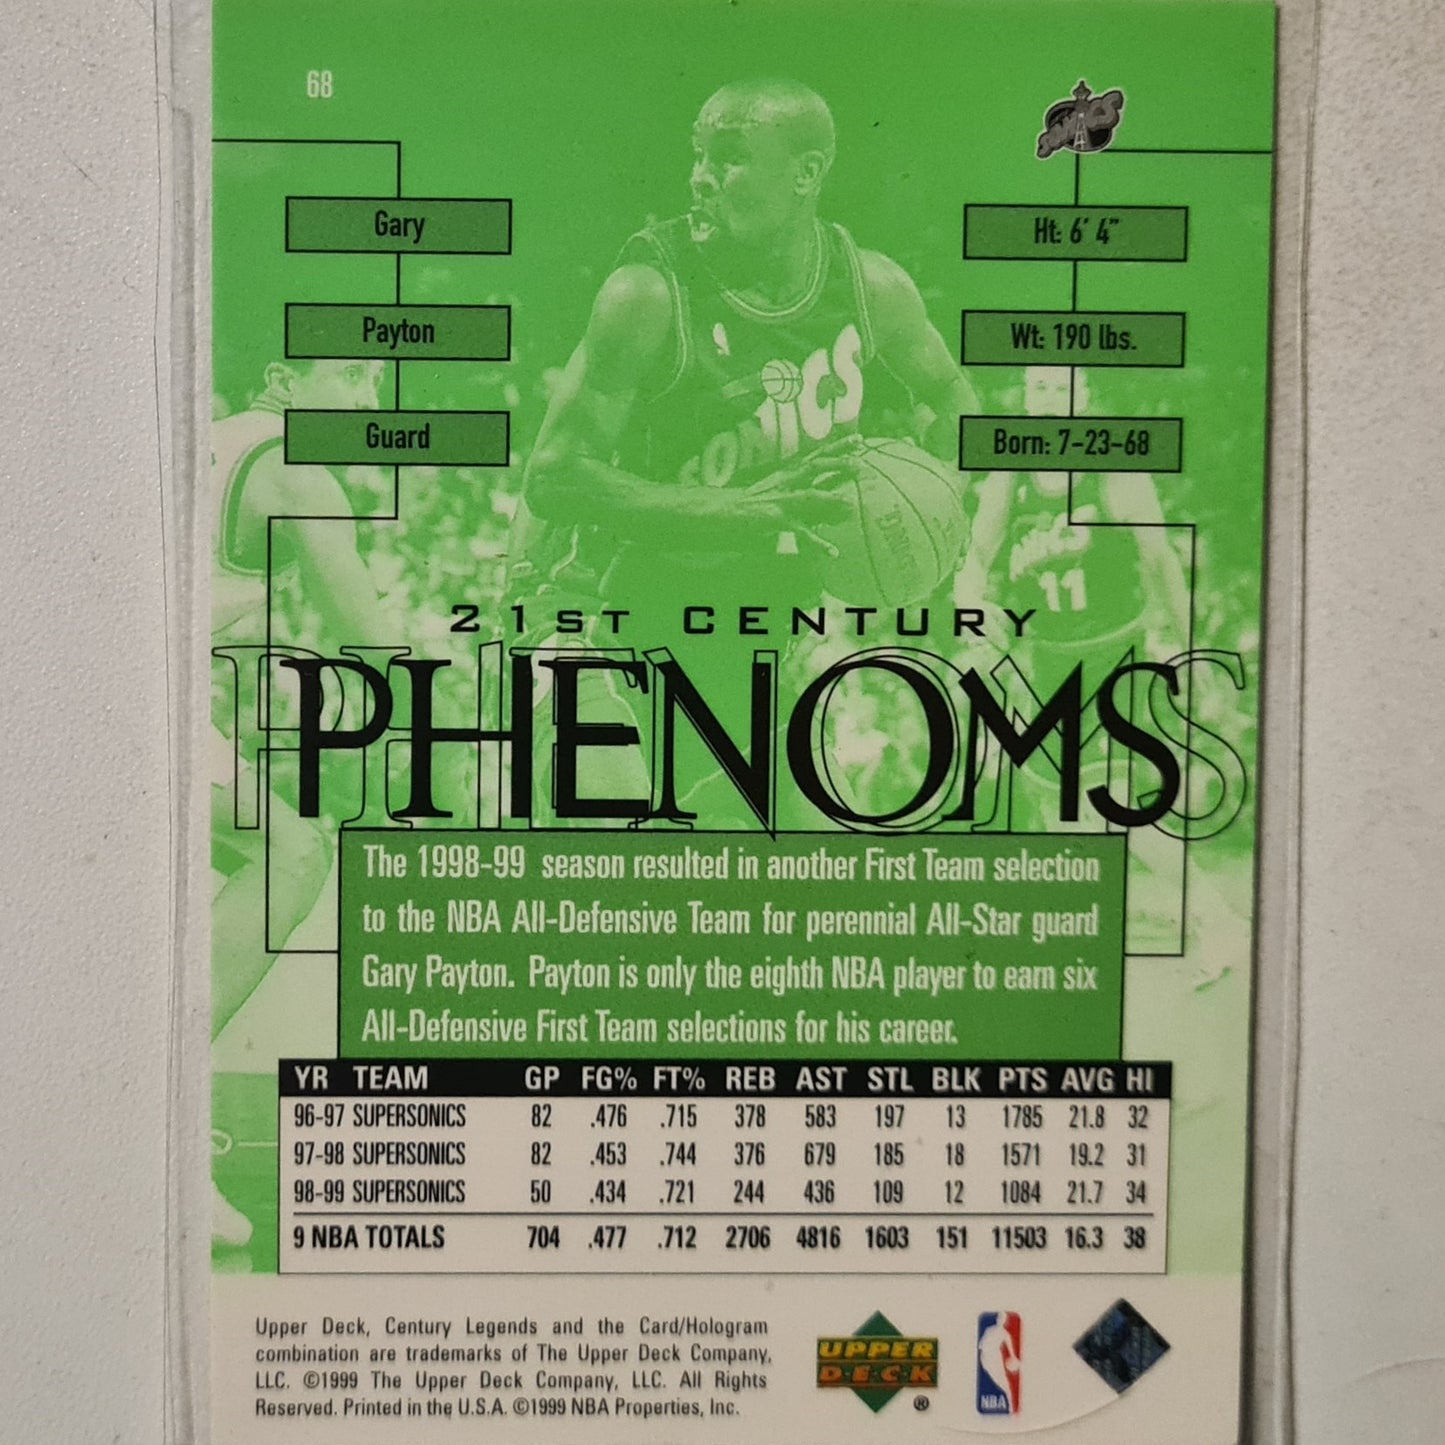 68
SONICS
Gary
Ht: 6' 4"
Payton
Wt: 190 lbs.
Guard
Born: 7-23-68
SONICS
SONICS
11
21ST CENTURY
PHENOMS
The 1998-99 season resulted in another First Team selection
to the NBA All-Defensive Team for perennial All-Star guard
Gary Payton. Payton is only the eighth NBA player to earn six
All-Defensive First Team selections for his career.
YR TEAM GP FG% FT% REB AST STL BLK PTS AVG HI
96-97 SUPERSONICS 82 .476 .715 378 583 197 13 1785 21.8 32
97-98 SUPERSONICS 82 .453 .744 376 679 185 18 1571 19.2 31
98-99 SUPERSONICS 50 .434 .721 244 436 109 12 1084 21.7 34
9 NBA TOTALS 704 .477 .712 2706 4816 1603 151 11503 16.3 38
Upper Deck, Century Legends and the Card/Hologram
combination are trademarks of The Upper Deck Company,
LLC. ©1999 The Upper Deck Company, LLC. All Rights
Reserved. Printed in the U.S.A. ©1999 NBA Properties, Inc.
UPPER
DECK
®
NBA